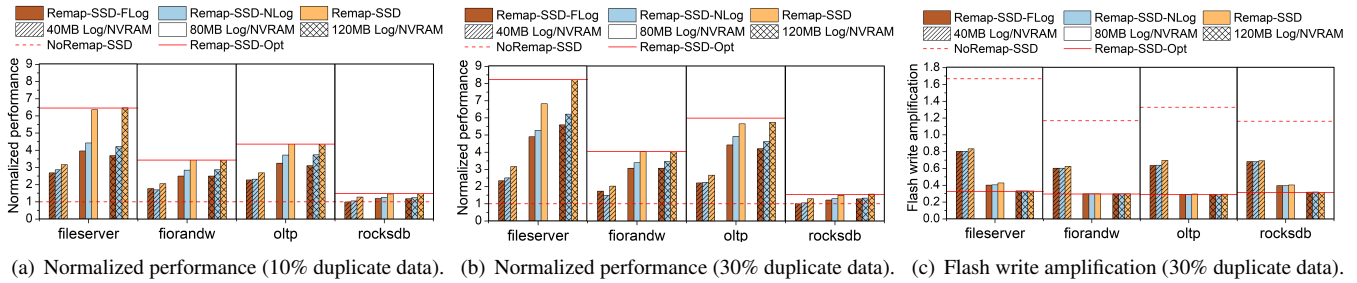 Remap-SSD-FLog Remap-SSD-NLog Remap-SSD
40MB Log/NVRAM 80MB Log/NVRAM 120MB Log/NVRAM
NoRemap-SSD Remap-SSD-Opt
Normalized performance
9
8
7
6
5
4
3
2
1
0
fileserver fiorandw oltp rocksdb
(a) Normalized performance (10% duplicate data).
Remap-SSD-FLog Remap-SSD-NLog Remap-SSD
40MB Log/NVRAM 80MB Log/NVRAM 120MB Log/NVRAM
NoRemap-SSD Remap-SSD-Opt
Normalized performance
9
8
7
6
5
4
3
2
1
0
fileserver fiorandw oltp rocksdb
(b) Normalized performance (30% duplicate data).
Remap-SSD-FLog Remap-SSD-NLog Remap-SSD
40MB Log/NVRAM 80MB Log/NVRAM 120MB Log/NVRAM
NoRemap-SSD Remap-SSD-Opt
Flash write amplification
1.8
1.6
1.4
1.2
1.0
0.8
0.6
0.4
0.2
0.0
fileserver fiorandw oltp rocksdb
(c) Flash write amplification (30% duplicate data).